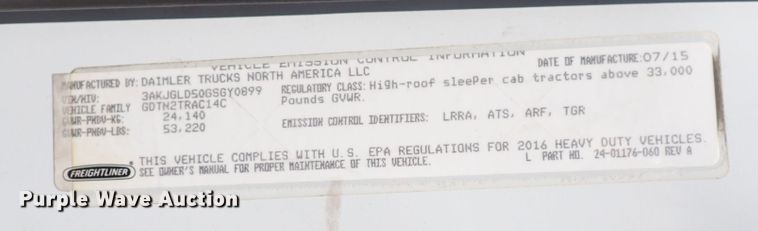 VEHICLE EMISSION CONTROL INFORMATION
MANUFACTURED BY: DAIMLER TRUCKS NORTH AMERICA LLC DATE OF MANUFACTURE: 07/15
VIN/NIV: 3AKJGLD50GSGY0899 REGULATORY CLASS: High-roof sleePer cab tractors above 33,000
VEHICLE FAMILY GDTN2TRAC14C Pounds GVWR.
GVWR-PNBV-KG: 24,140
GVWR-PNBV-LBS: 53,220 EMISSION CONTROL IDENTIFIERS: LRRA, ATS, ARF, TGR
THIS VEHICLE COMPLIES WITH U.S. EPA REGULATIONS FOR 2016 HEAVY DUTY VEHICLES.
FREIGHTLINER SEE OWNER'S MANUAL FOR PROPER MAINTENANCE OF THIS VEHICLE. L PART NO. 24-01176-060 REV A
Purple Wave Auction